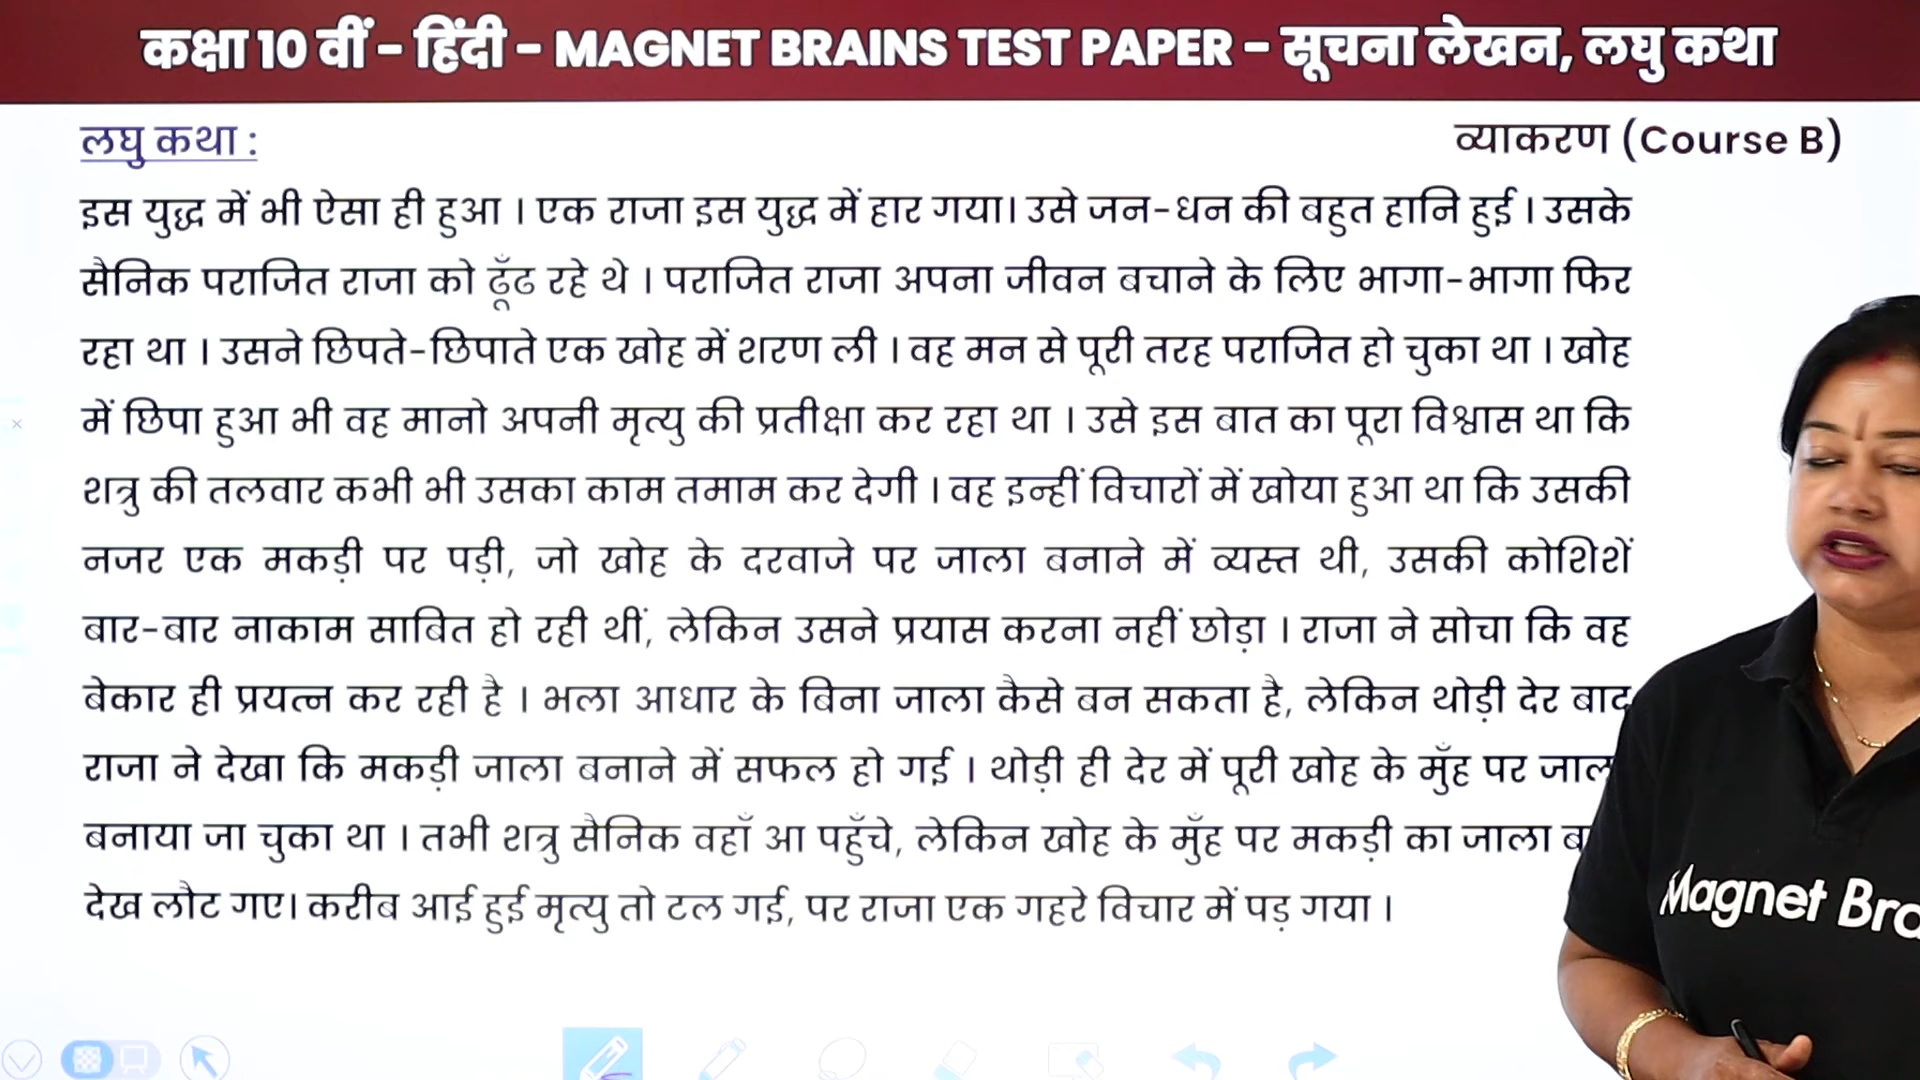 कक्षा 10 वीं - हिंदी - MAGNET BRAINS TEST PAPER - सूचना लेखन, लघु कथा
लघु कथा :
व्याकरण (Course B)
इस युद्ध में भी ऐसा ही हुआ । एक राजा इस युद्ध में हार गया। उसे जन-धन की बहुत हानि हुई । उसके
सैनिक पराजित राजा को ढूँढ रहे थे । पराजित राजा अपना जीवन बचाने के लिए भागा-भागा फिर
रहा था । उसने छिपते-छिपाते एक खोह में शरण ली । वह मन से पूरी तरह पराजित हो चुका था । खोह
में छिपा हुआ भी वह मानो अपनी मृत्यु की प्रतीक्षा कर रहा था । उसे इस बात का पूरा विश्वास था कि
शत्रु की तलवार कभी भी उसका काम तमाम कर देगी । वह इन्हीं विचारों में खोया हुआ था कि उसकी
नजर एक मकड़ी पर पड़ी, जो खोह के दरवाजे पर जाला बनाने में व्यस्त थी, उसकी कोशिशें
बार-बार नाकाम साबित हो रही थीं, लेकिन उसने प्रयास करना नहीं छोड़ा । राजा ने सोचा कि वह
बेकार ही प्रयत्न कर रही है । भला आधार के बिना जाला कैसे बन सकता है, लेकिन थोड़ी देर बाद
राजा ने देखा कि मकड़ी जाला बनाने में सफल हो गई । थोड़ी ही देर में पूरी खोह के मुँह पर जाल
बनाया जा चुका था । तभी शत्रु सैनिक वहाँ आ पहुँचे, लेकिन खोह के मुँह पर मकड़ी का जाला
देख लौट गए। करीब आई हुई मृत्यु तो टल गई, पर राजा एक गहरे विचार में पड़ गया ।
Magnet Bra